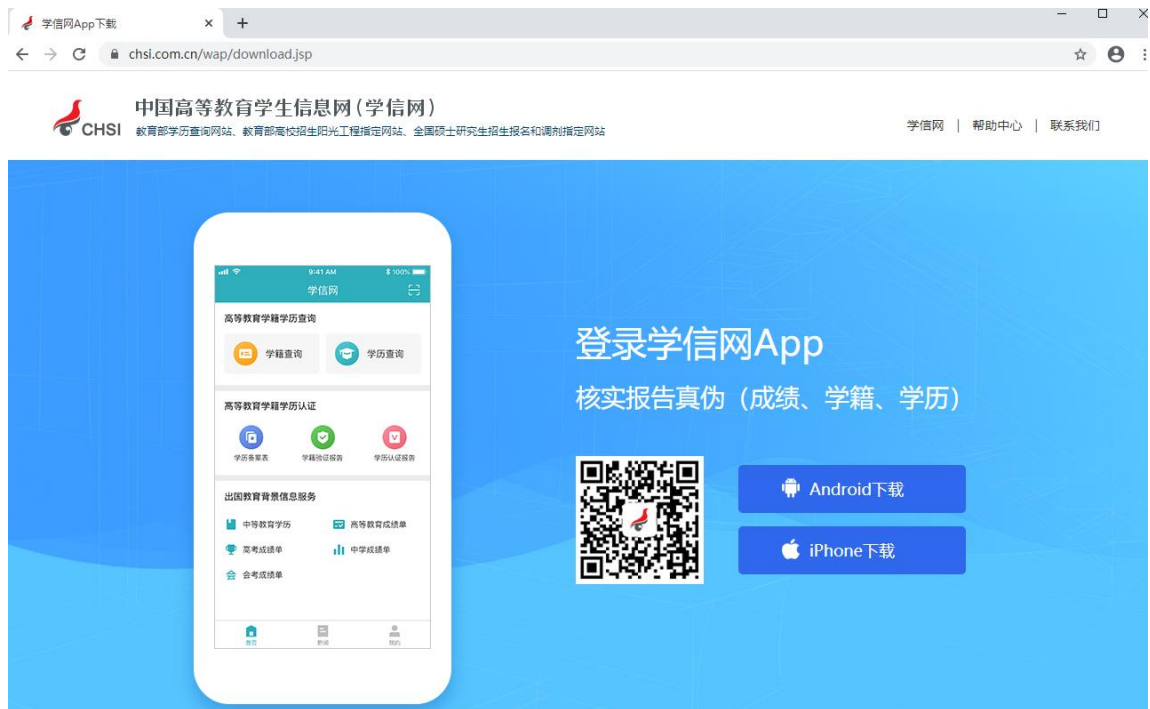 学信网App下载
chsi.com.cn/wap/download.jsp
CHSI
中国高等教育学生信息网(学信网)
教育部学历查询网站、教育部高校招生阳光工程指定网站、全国硕士研究生招生报名和调剂指定网站
学信网 | 帮助中心 | 联系我们
9:41 AM
100%
学信网
高等教育学籍学历查询
学籍查询
学历查询
高等教育学籍学历认证
学历备案表
学籍验证报告
学历认证报告
出国教育背景信息服务
中等教育学历
高等教育成绩单
高考成绩单
中学成绩单
会考成绩单
首页
新闻
我的
登录学信网App
核实报告真伪（成绩、学籍、学历）
Android下载
iPhone下载